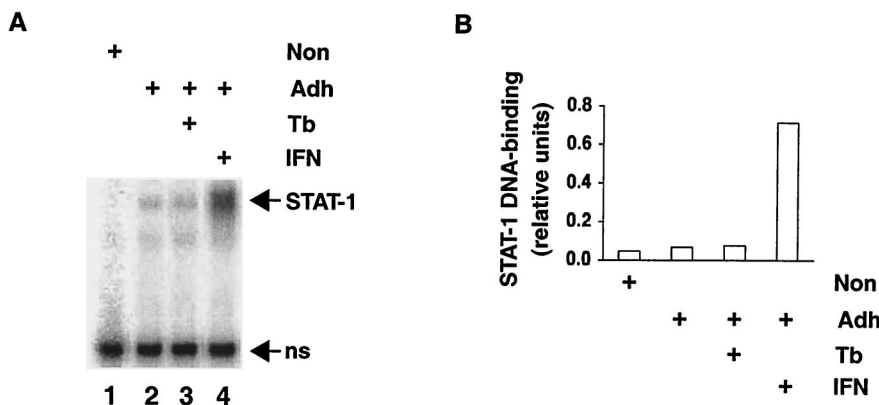 A
+ Non
+ + + Adh
+ Tb
+ IFN
STAT-1
ns
1 2 3 4
B
STAT-1 DNA-binding
(relative units)
0.8
0.6
0.4
0.2
0.0
+ Non
+ + + Adh
+ Tb
+ IFN